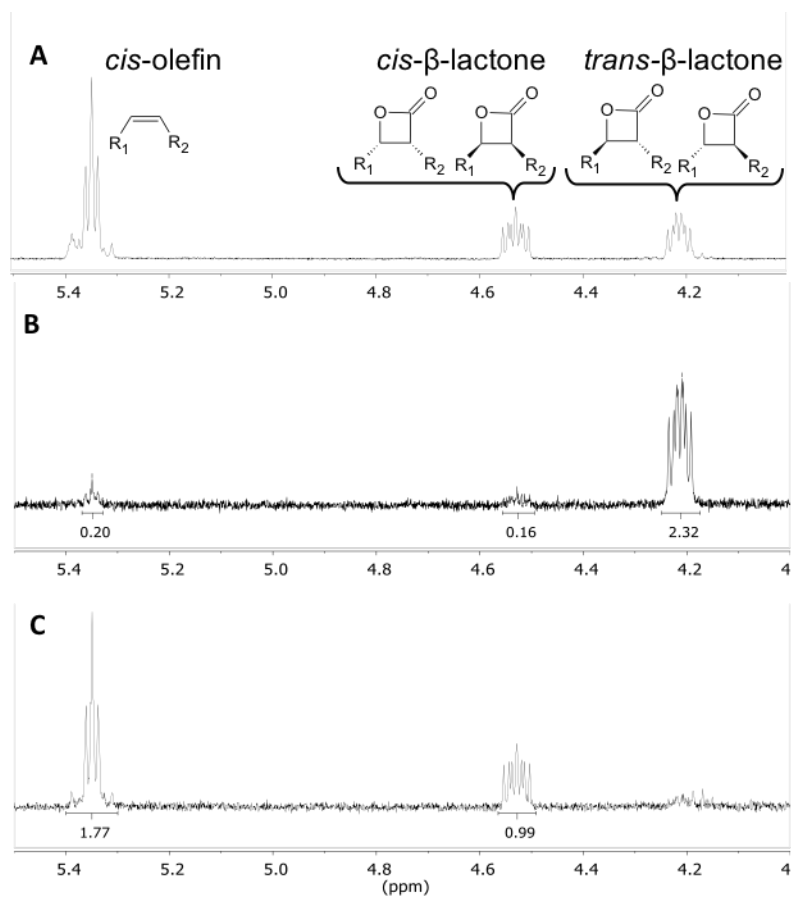 A
cis-olefin
cis-β-lactone
trans-β-lactone
O O O O O O O O
R1 R2 R1 R2 R1 R2 R1 R2 R1 R2
5.4 5.2 5.0 4.8 4.6 4.4 4.2
B
0.20 0.16 2.32
5.4 5.2 5.0 4.8 4.6 4.4 4.2 4
C
1.77 0.99
5.4 5.2 5.0 4.8 4.6 4.4 4.2 4
(ppm)